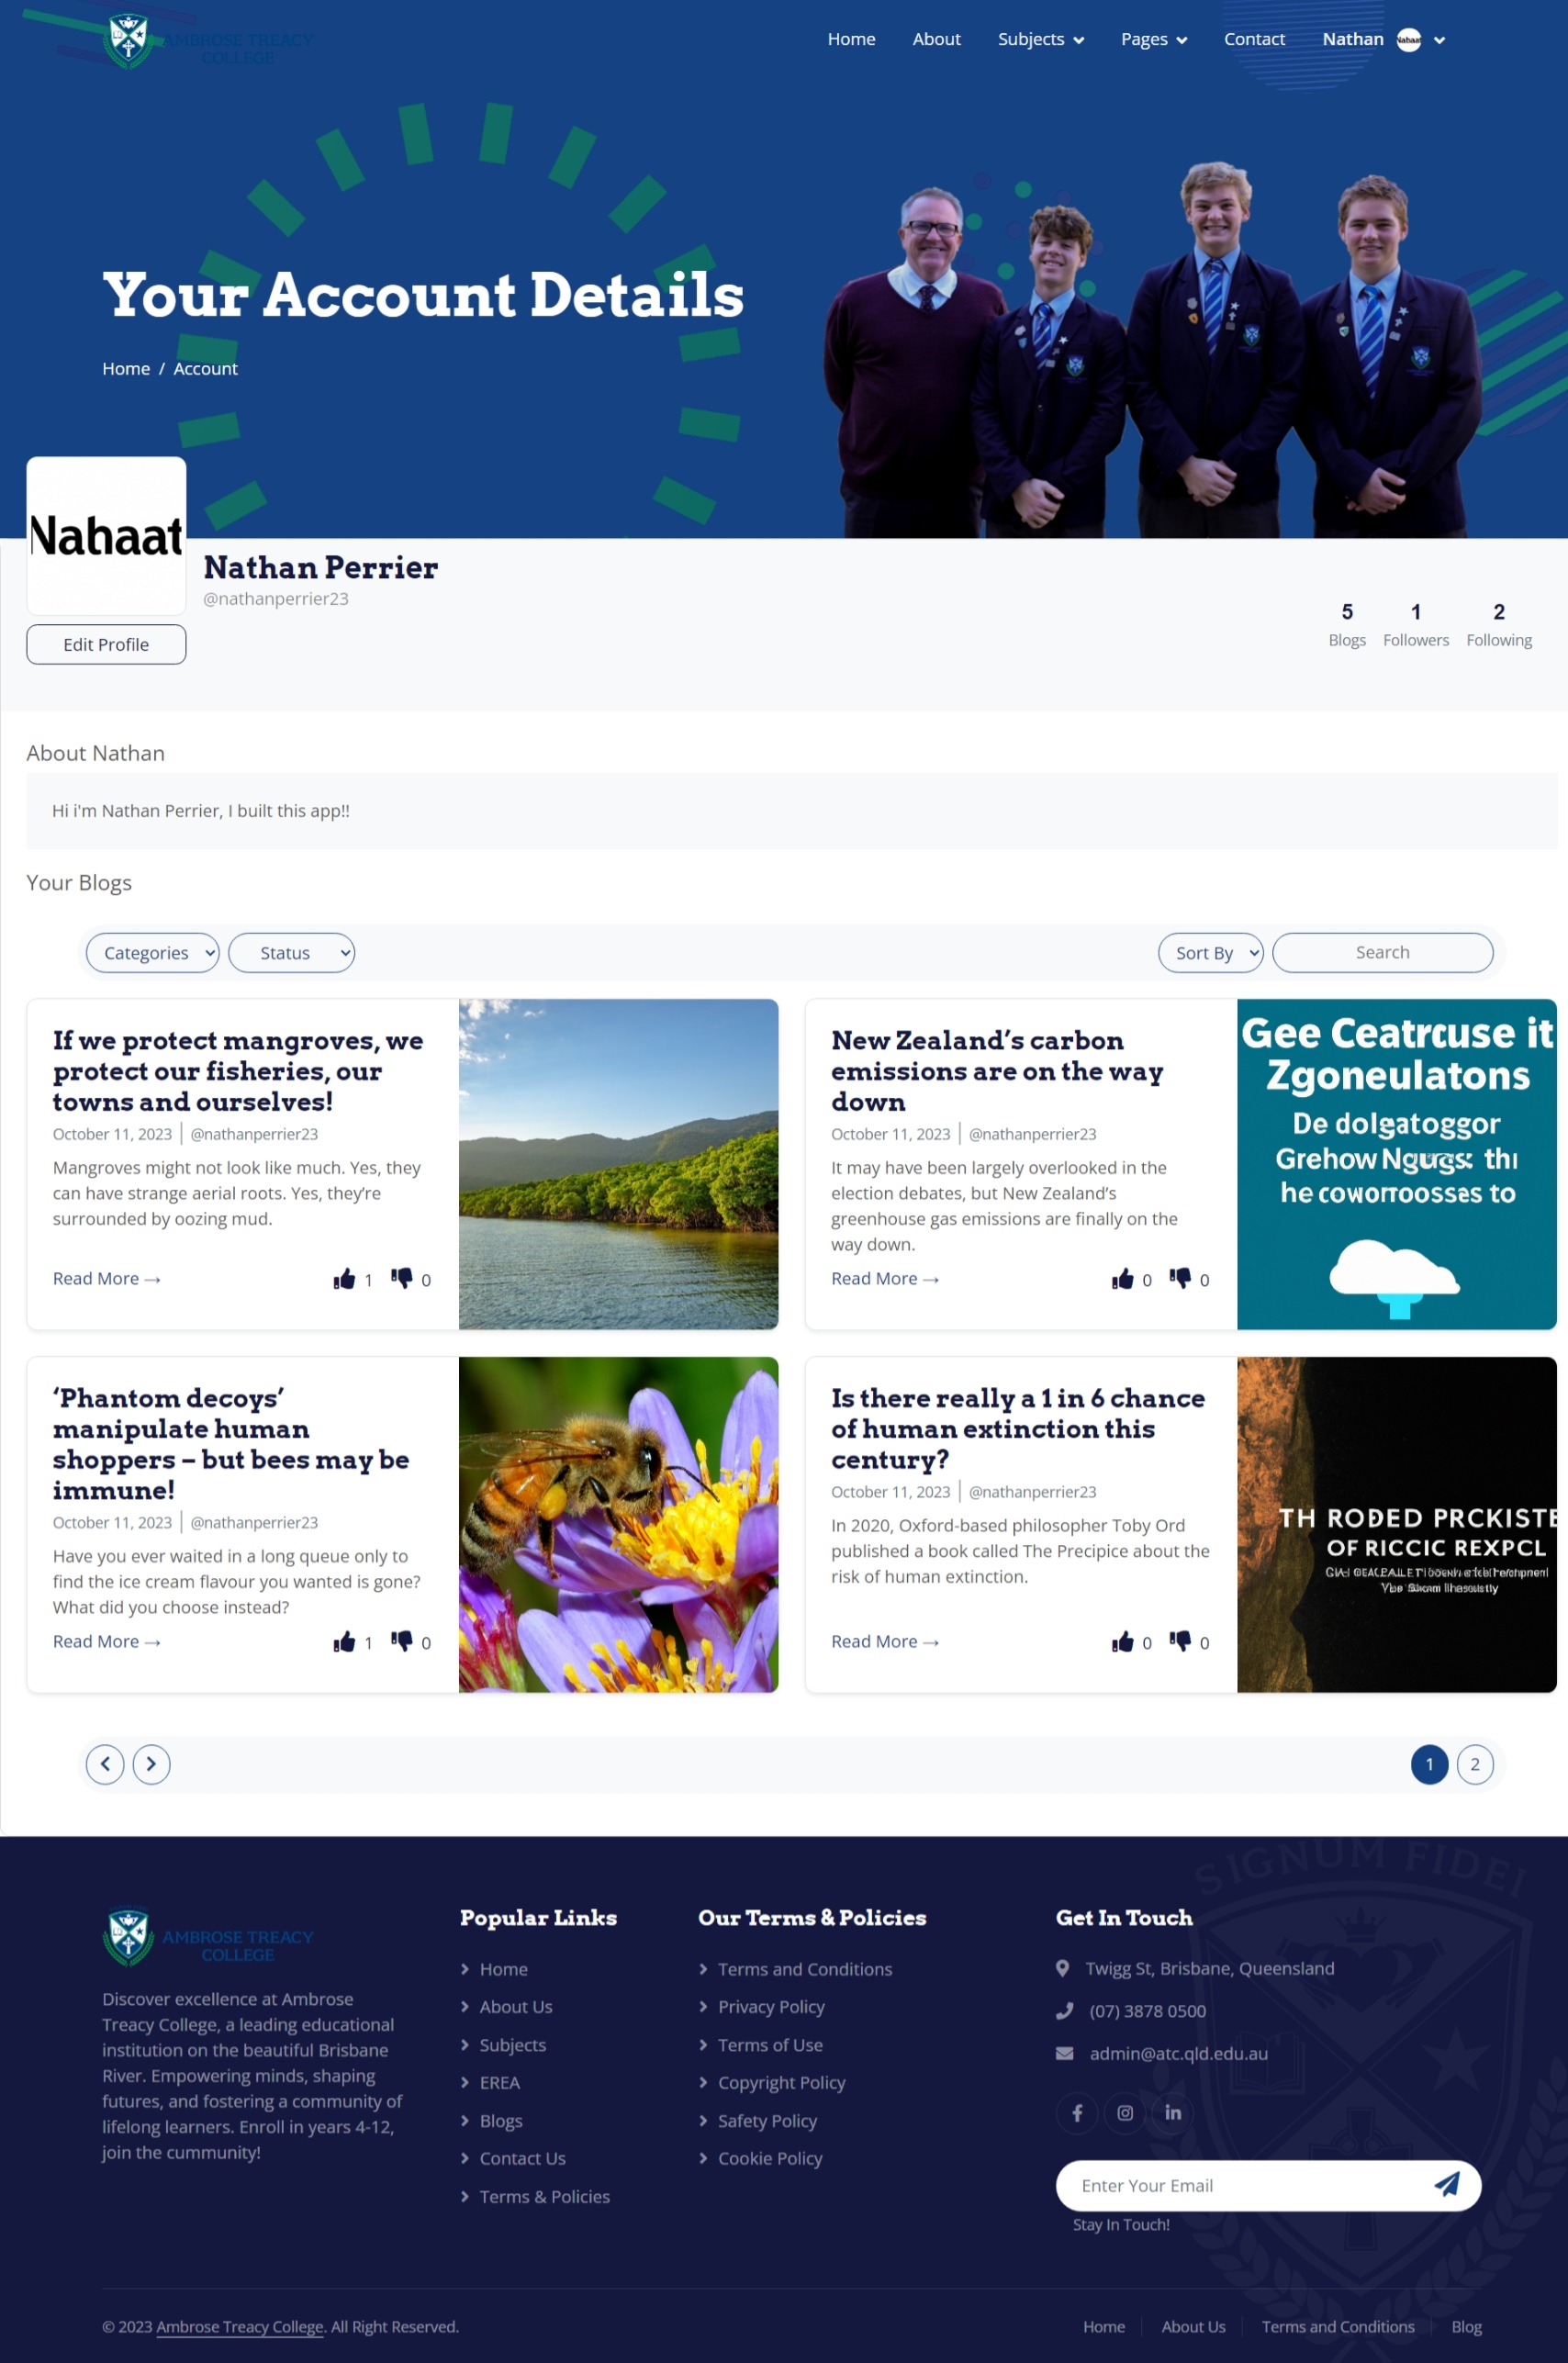 AMBROSE TREACY
COLLEGE
Home About Subjects Pages Contact Nathan Nahaat
Your Account Details
Home / Account
Nahaat
Nathan Perrier
@nathanperrier23
Edit Profile
5 1 2
Blogs Followers Following
About Nathan
Hi i'm Nathan Perrier, I built this app!!
Your Blogs
Categories Status Sort By Search
If we protect mangroves, we
protect our fisheries, our
towns and ourselves!
October 11, 2023 | @nathanperrier23
Mangroves might not look like much. Yes, they
can have strange aerial roots. Yes, they’re
surrounded by oozing mud.
Read More → 1 0
New Zealand’s carbon
emissions are on the way
down
October 11, 2023 | @nathanperrier23
It may have been largely overlooked in the
election debates, but New Zealand’s
greenhouse gas emissions are finally on the
way down.
Read More → 0 0
Gee Ceatrcuse it
Zgoneulatons
De dolgatoggor
Grehow Ngugs: thı
he coworroosses to
‘Phantom decoys’
manipulate human
shoppers – but bees may be
immune!
October 11, 2023 | @nathanperrier23
Have you ever waited in a long queue only to
find the ice cream flavour you wanted is gone?
What did you choose instead?
Read More → 1 0
Is there really a 1 in 6 chance
of human extinction this
century?
October 11, 2023 | @nathanperrier23
In 2020, Oxford-based philosopher Toby Ord
published a book called The Precipice about the
risk of human extinction.
Read More → 0 0
TH RODED PRCKISTE
OF RICCIC REXPCL
1 2
SIGNUM FIDEI
AMBROSE TREACY
COLLEGE
Discover excellence at Ambrose
Treacy College, a leading educational
institution on the beautiful Brisbane
River. Empowering minds, shaping
futures, and fostering a community of
lifelong learners. Enroll in years 4-12,
join the cummunity!
Popular Links
Home
About Us
Subjects
EREA
Blogs
Contact Us
Terms & Policies
Our Terms & Policies
Terms and Conditions
Privacy Policy
Terms of Use
Copyright Policy
Safety Policy
Cookie Policy
Get In Touch
Twigg St, Brisbane, Queensland
(07) 3878 0500
admin@atc.qld.edu.au
Enter Your Email
Stay In Touch!
© 2023 Ambrose Treacy College. All Right Reserved.
Home About Us Terms and Conditions Blog